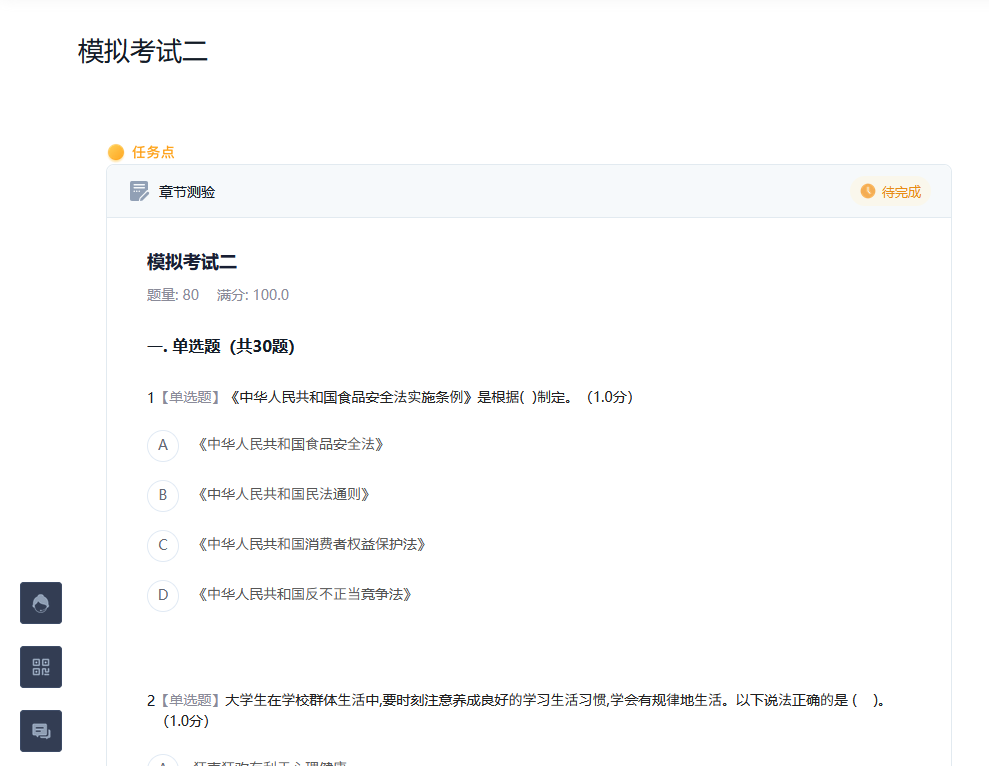 模拟考试二
任务点
章节测验
待完成
模拟考试二
题量: 80 满分: 100.0
一. 单选题（共30题）
1【单选题】《中华人民共和国食品安全法实施条例》是根据( )制定。（1.0分）
A 《中华人民共和国食品安全法》
B 《中华人民共和国民法通则》
C 《中华人民共和国消费者权益保护法》
D 《中华人民共和国反不正当竞争法》
2【单选题】大学生在学校群体生活中,要时刻注意养成良好的学习生活习惯,学会有规律地生活。以下说法正确的是 ( )。
（1.0分）